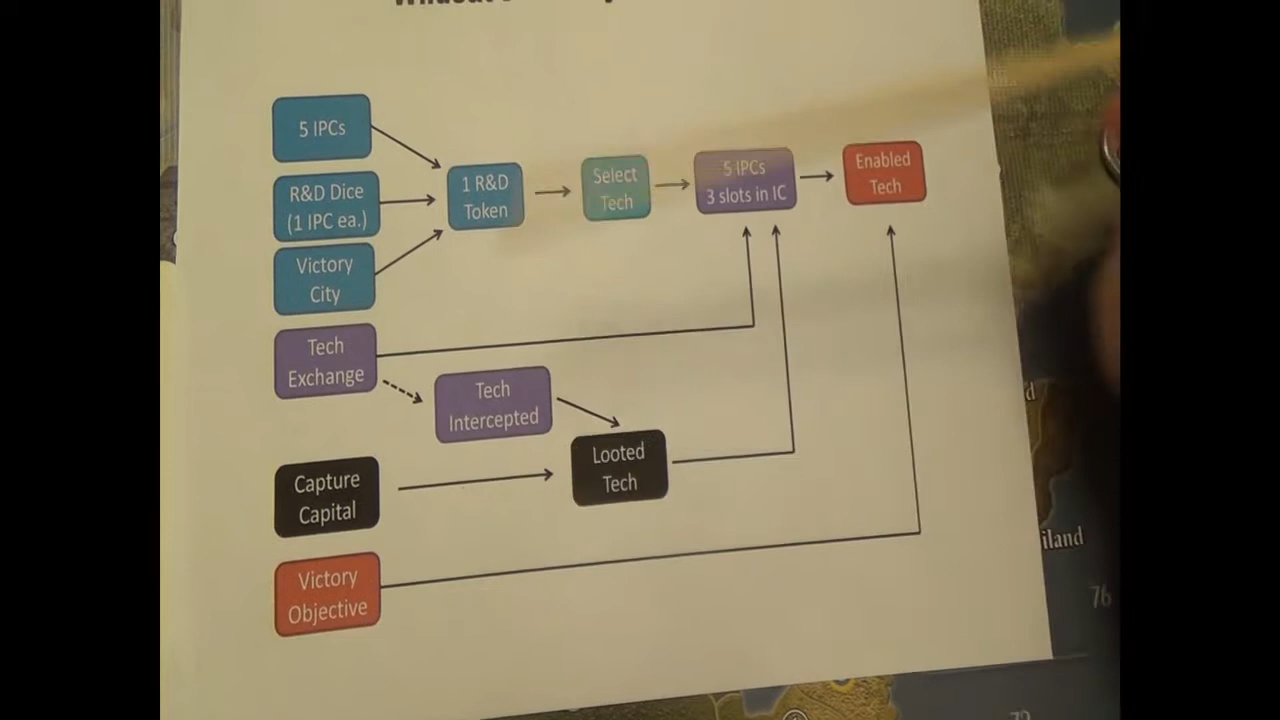 5 IPCs
R&D Dice
(1 IPC ea.)
Victory
City
1 R&D
Token
Select
Tech
5 IPCs
3 slots in IC
Enabled
Tech
Tech
Exchange
Tech
Intercepted
Looted
Tech
Capture
Capital
Victory
Objective
iland
76